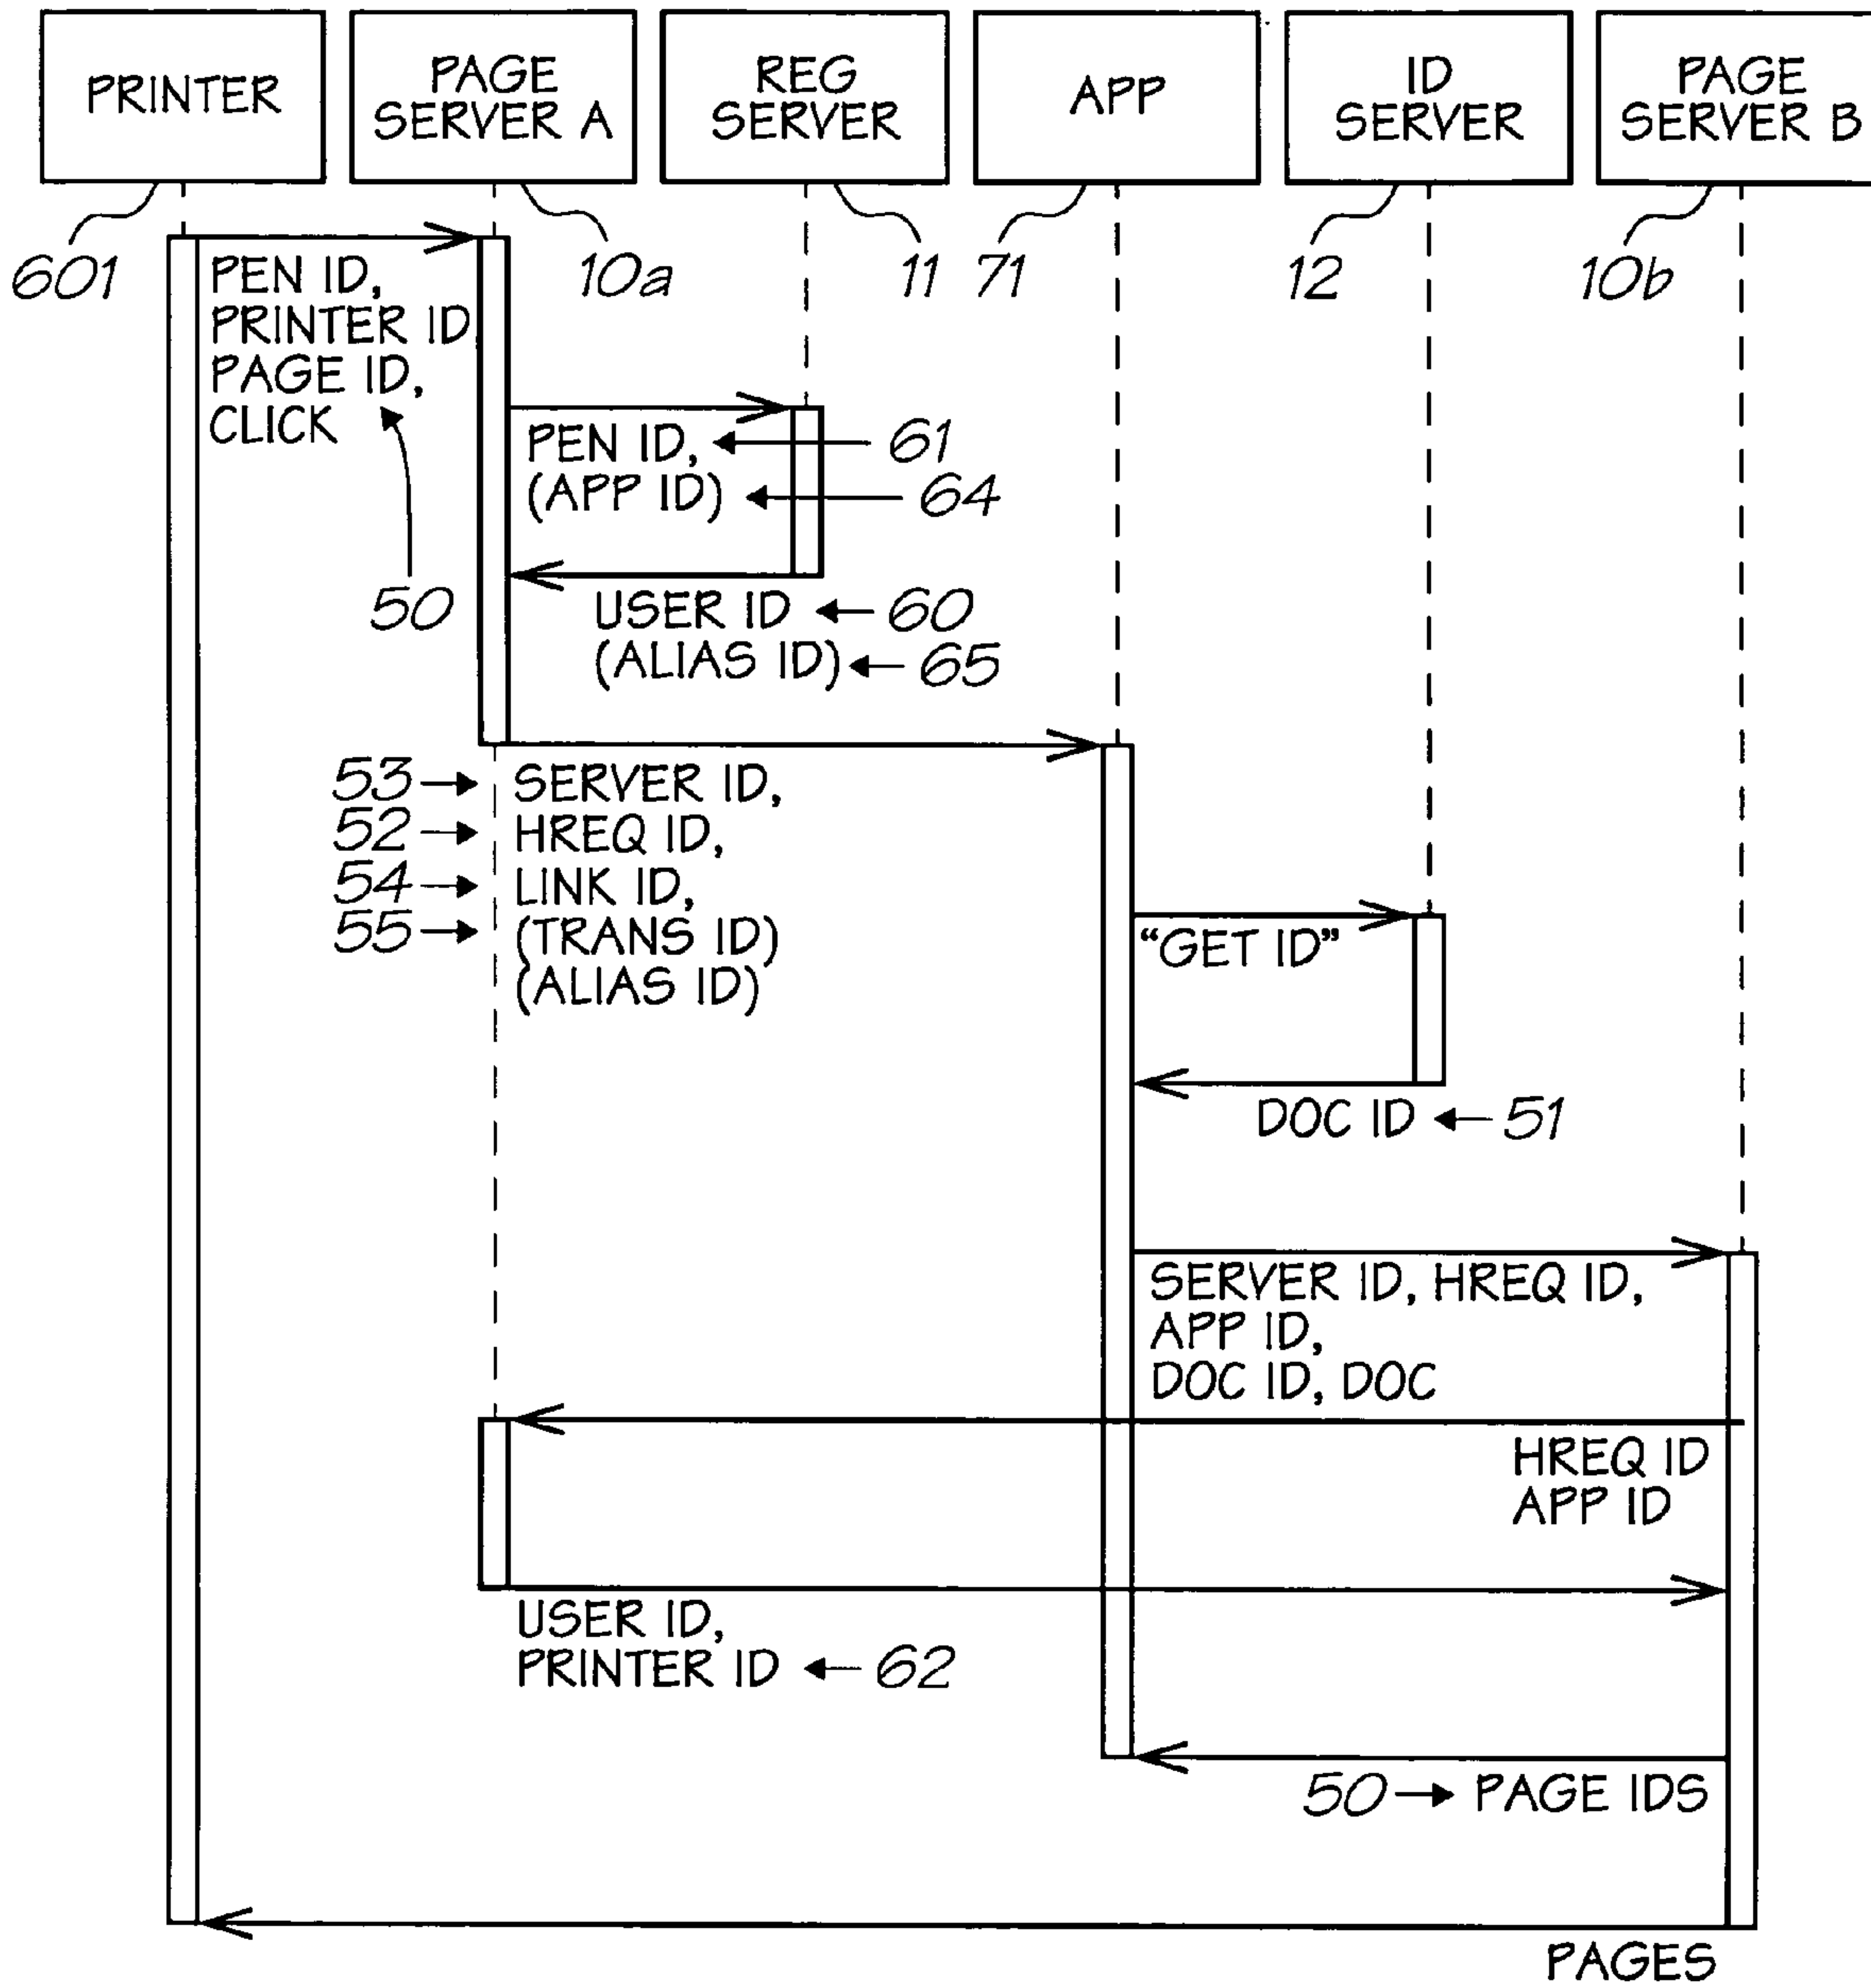 PRINTER
PAGE
SERVER A
REG
SERVER
APP
ID
SERVER
PAGE
SERVER B
601
10a
11
71
12
10b
PEN ID,
PRINTER ID
PAGE ID,
CLICK
50
PEN ID,
61
(APP ID)
64
USER ID
60
(ALIAS ID)
65
53
SERVER ID,
52
HREQ ID,
54
LINK ID,
55
(TRANS ID)
(ALIAS ID)
“GET ID”
DOC ID
51
SERVER ID, HREQ ID,
APP ID,
DOC ID, DOC
HREQ ID
APP ID
USER ID,
PRINTER ID
62
50
PAGE IDS
PAGES